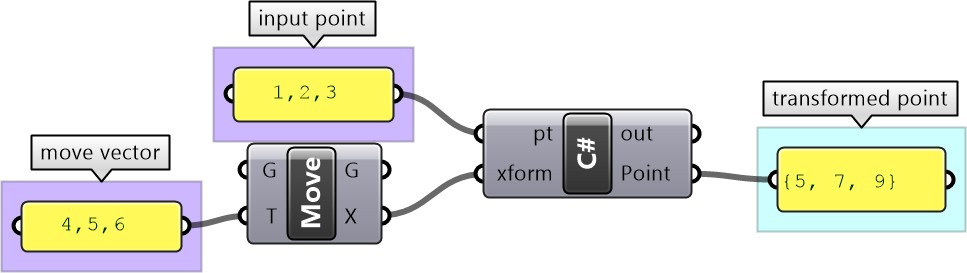 input point
1,2,3
move vector
4,5,6
G
T
Move
G
X
pt
xform
C#
out
Point
transformed point
{5, 7, 9}